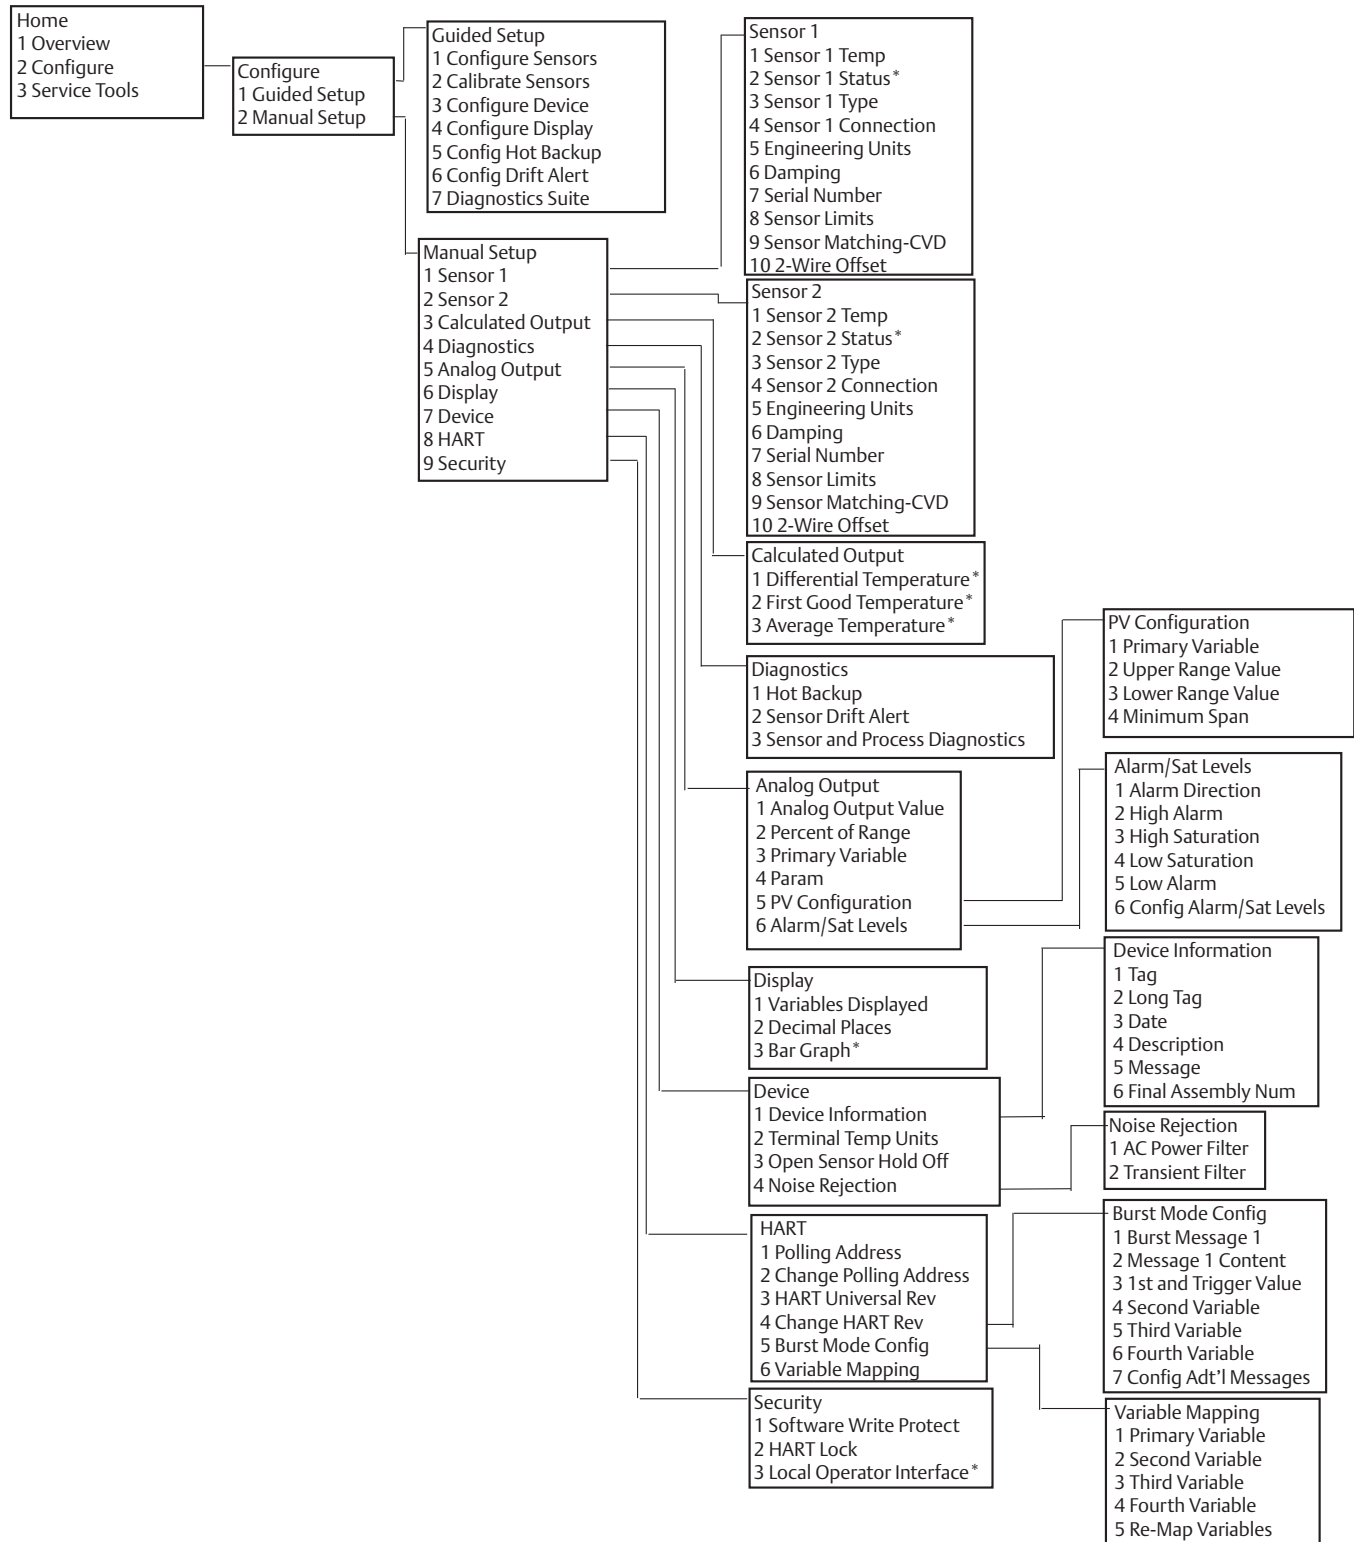 Home
1 Overview
2 Configure
3 Service Tools
Configure
1 Guided Setup
2 Manual Setup
Guided Setup
1 Configure Sensors
2 Calibrate Sensors
3 Configure Device
4 Configure Display
5 Config Hot Backup
6 Config Drift Alert
7 Diagnostics Suite
Manual Setup
1 Sensor 1
2 Sensor 2
3 Calculated Output
4 Diagnostics
5 Analog Output
6 Display
7 Device
8 HART
9 Security
Sensor 1
1 Sensor 1 Temp
2 Sensor 1 Status*
3 Sensor 1 Type
4 Sensor 1 Connection
5 Engineering Units
6 Damping
7 Serial Number
8 Sensor Limits
9 Sensor Matching-CVD
10 2-Wire Offset
Sensor 2
1 Sensor 2 Temp
2 Sensor 2 Status*
3 Sensor 2 Type
4 Sensor 2 Connection
5 Engineering Units
6 Damping
7 Serial Number
8 Sensor Limits
9 Sensor Matching-CVD
10 2-Wire Offset
Calculated Output
1 Differential Temperature*
2 First Good Temperature*
3 Average Temperature*
Diagnostics
1 Hot Backup
2 Sensor Drift Alert
3 Sensor and Process Diagnostics
Analog Output
1 Analog Output Value
2 Percent of Range
3 Primary Variable
4 Param
5 PV Configuration
6 Alarm/Sat Levels
Display
1 Variables Displayed
2 Decimal Places
3 Bar Graph*
Device
1 Device Information
2 Terminal Temp Units
3 Open Sensor Hold Off
4 Noise Rejection
HART
1 Polling Address
2 Change Polling Address
3 HART Universal Rev
4 Change HART Rev
5 Burst Mode Config
6 Variable Mapping
Security
1 Software Write Protect
2 HART Lock
3 Local Operator Interface*
PV Configuration
1 Primary Variable
2 Upper Range Value
3 Lower Range Value
4 Minimum Span
Alarm/Sat Levels
1 Alarm Direction
2 High Alarm
3 High Saturation
4 Low Saturation
5 Low Alarm
6 Config Alarm/Sat Levels
Device Information
1 Tag
2 Long Tag
3 Date
4 Description
5 Message
6 Final Assembly Num
Noise Rejection
1 AC Power Filter
2 Transient Filter
Burst Mode Config
1 Burst Message 1
2 Message 1 Content
3 1st and Trigger Value
4 Second Variable
5 Third Variable
6 Fourth Variable
7 Config Adt'l Messages
Variable Mapping
1 Primary Variable
2 Second Variable
3 Third Variable
4 Fourth Variable
5 Re-Map Variables